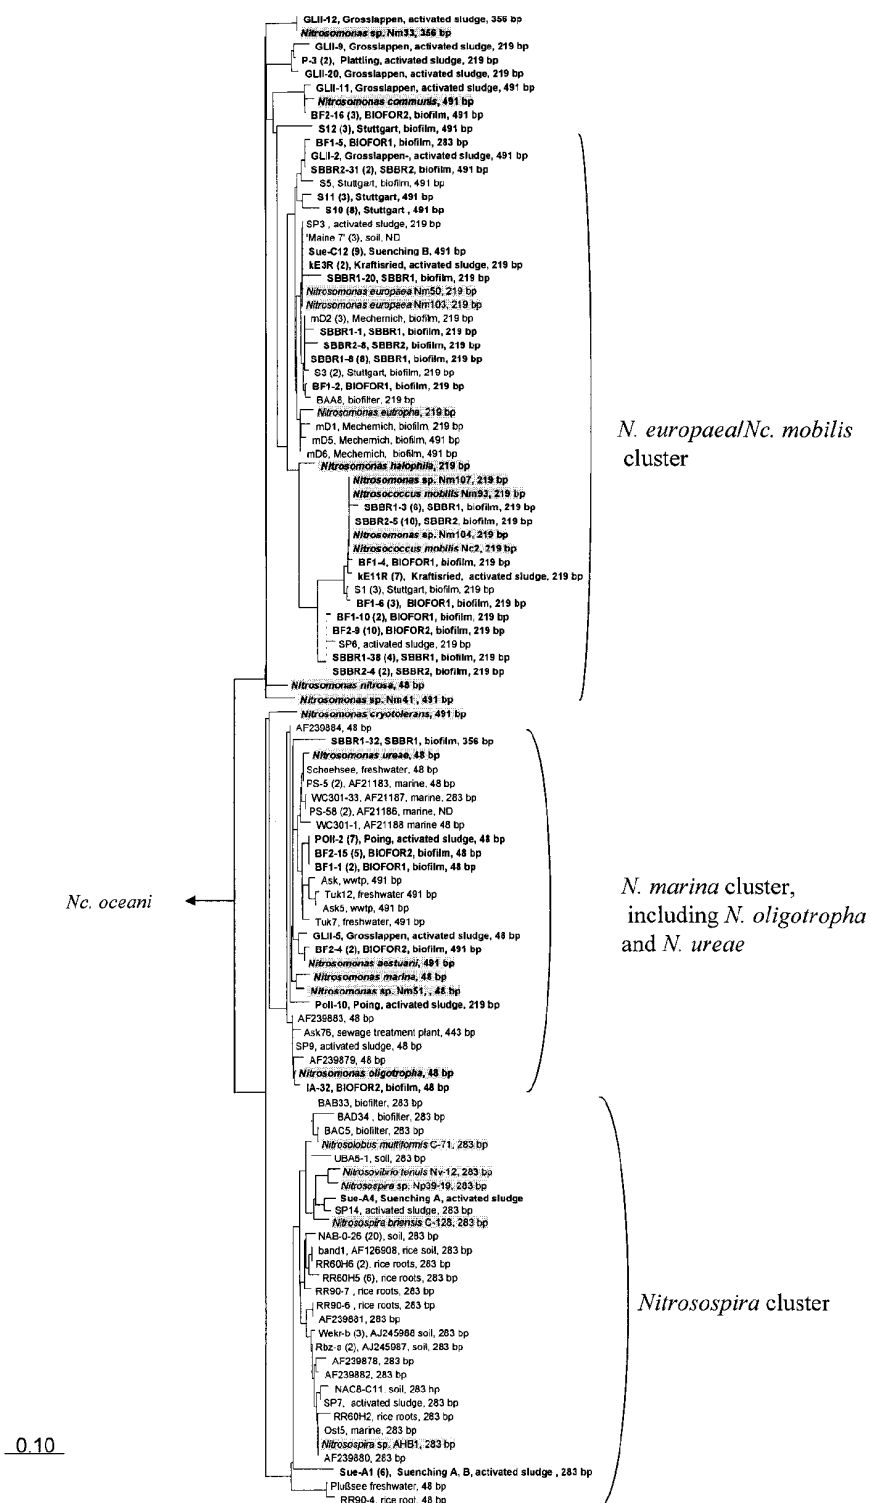 GLII-12, Grosslappen, activated sludge, 356 bp
Nitrosomonas sp. Nm33, 356 bp
GLII-9, Grosslappen, activated sludge, 219 bp
P-3 (2), Plattling, activated sludge, 219 bp
GLII-20, Grosslappen, activated sludge, 219 bp
GLII-11, Grosslappen, activated sludge, 491 bp
Nitrosomonas communis, 491 bp
BF2-16 (3), BIOFOR2, biofilm, 491 bp
S12 (3), Stuttgart, biofilm, 491 bp
BF1-5, BIOFOR1, biofilm, 283 bp
GLII-2, Grosslappen-, activated sludge, 491 bp
SBBR2-31 (2), SBBR2, biofilm, 491 bp
S5, Stuttgart, biofilm, 491 bp
S11 (3), Stuttgart, 491 bp
S10 (8), Stuttgart , 491 bp
SP3 , activated sludge, 219 bp
'Maine 7' (3), soil, ND
Sue-C12 (9), Suenching B, 491 bp
kE3R (2), Kraftisried, activated sludge, 219 bp
SBBR1-20, SBBR1, biofilm, 219 bp
Nitrosomonas europaea Nm50, 219 bp
Nitrosomonas europaea Nm103, 219 bp
mD2 (3), Mechernich, biofilm, 219 bp
SBBR1-1, SBBR1, biofilm, 219 bp
SBBR2-8, SBBR2, biofilm, 219 bp
SBBR1-8 (8), SBBR1, biofilm, 219 bp
S3 (2), Stuttgart, biofilm, 219 bp
BF1-2, BIOFOR1, biofilm, 219 bp
BAA8, biofilter, 219 bp
Nitrosomonas eutropha, 219 bp
mD1, Mechernich, biofilm, 219 bp
mD5, Mechernich, biofilm, 491 bp
mD6, Mechernich, biofilm, 491 bp
Nitrosomonas halophila, 219 bp
Nitrosomonas sp. Nm107, 219 bp
Nitrosococcus mobilis Nm93, 219 bp
SBBR1-3 (6), SBBR1, biofilm, 219 bp
SBBR2-5 (10), SBBR2, biofilm, 219 bp
Nitrosomonas sp. Nm104, 219 bp
Nitrosococcus mobilis Nc2, 219 bp
BF1-4, BIOFOR1, biofilm, 219 bp
kE11R (7), Kraftisried, activated sludge, 219 bp
S1 (3), Stuttgart, biofilm, 219 bp
BF1-6 (3), BIOFOR1, biofilm, 219 bp
BF1-10 (2), BIOFOR1, biofilm, 219 bp
BF2-9 (10), BIOFOR2, biofilm, 219 bp
SP6, activated sludge, 219 bp
SBBR1-38 (4), SBBR1, biofilm, 219 bp
SBBR2-4 (2), SBBR2, biofilm, 219 bp
Nitrosomonas nitrosa, 48 bp
Nitrosomonas sp. Nm41 , 491 bp
N. europaea/Nc. mobilis
cluster
Nitrosomonas cryotolerans, 491 bp
AF239884, 48 bp
SBBR1-32, SBBR1, biofilm, 356 bp
Nitrosomonas ureae, 48 bp
Schoehsee, freshwater, 48 bp
PS-5 (2), AF21183, marine, 48 bp
WC301-33, AF21187, marine, 283 bp
PS-58 (2), AF21186, marine, ND
WC301-1, AF21188 marine 48 bp
POII-2 (7), Poing, activated sludge, 48 bp
BF2-15 (5), BIOFOR2, biofilm, 48 bp
BF1-1 (2), BIOFOR1, biofilm, 48 bp
Ask, wwtp, 491 bp
Tuk12, freshwater 491 bp
Ask5, wwtp, 491 bp
Tuk7, freshwater, 491 bp
GLII-5, Grosslappen, activated sludge, 48 bp
BF2-4 (2), BIOFOR2, biofilm, 491 bp
Nitrosomonas aestuarii, 491 bp
Nitrosomonas marina, 48 bp
Nitrosomonas sp. Nm51, , 48 bp
PoII-10, Poing, activated sludge, 219 bp
AF239883, 48 bp
Ask76, sewage treatment plant, 443 bp
SP9, activated sludge, 48 bp
AF239879, 48 bp
Nitrosomonas oligotropha, 48 bp
IA-32, BIOFOR2, biofilm, 48 bp
N. marina cluster,
including N. oligotropha
and N. ureae
Nc. oceani
BAB33, biofilter, 283 bp
BAD34 , biofilter, 283 bp
BAC5, biofilter, 283 bp
Nitrosolobus multiformis C-71, 283 bp
UBA5-1, soil, 283 bp
Nitrosovibrio tenuis Nv-12, 283 bp
Nitrosospira sp. Np39-19, 283 bp
Sue-A4, Suenching A, activated sludge
SP14, activated sludge, 283 bp
Nitrosospira briensis C-128, 283 bp
NAB-0-26 (20), soil, 283 bp
band1, AF126908, rice soil, 283 bp
RR60H6 (2), rice roots, 283 bp
RR60H5 (6), rice roots, 283 bp
RR90-7 , rice roots, 283 bp
RR90-6 , rice roots, 283 bp
AF239881, 283 bp
Wekr-b (3), AJ245988 soil, 283 bp
Rbz-a (2), AJ245987, soil, 283 bp
AF239878, 283 bp
AF239882, 283 bp
NAC8-C11, soil, 283 bp
SP7, activated sludge, 283 bp
RR60H2, rice roots, 283 bp
Ost5, marine, 283 bp
Nitrosospira sp. AHB1, 283 bp
AF239880, 283 bp
Sue-A1 (6), Suenching A, B, activated sludge , 283 bp
Plußsee freshwater, 48 bp
RR90-4, rice root, 48 bp
Nitrosospira cluster
0.10